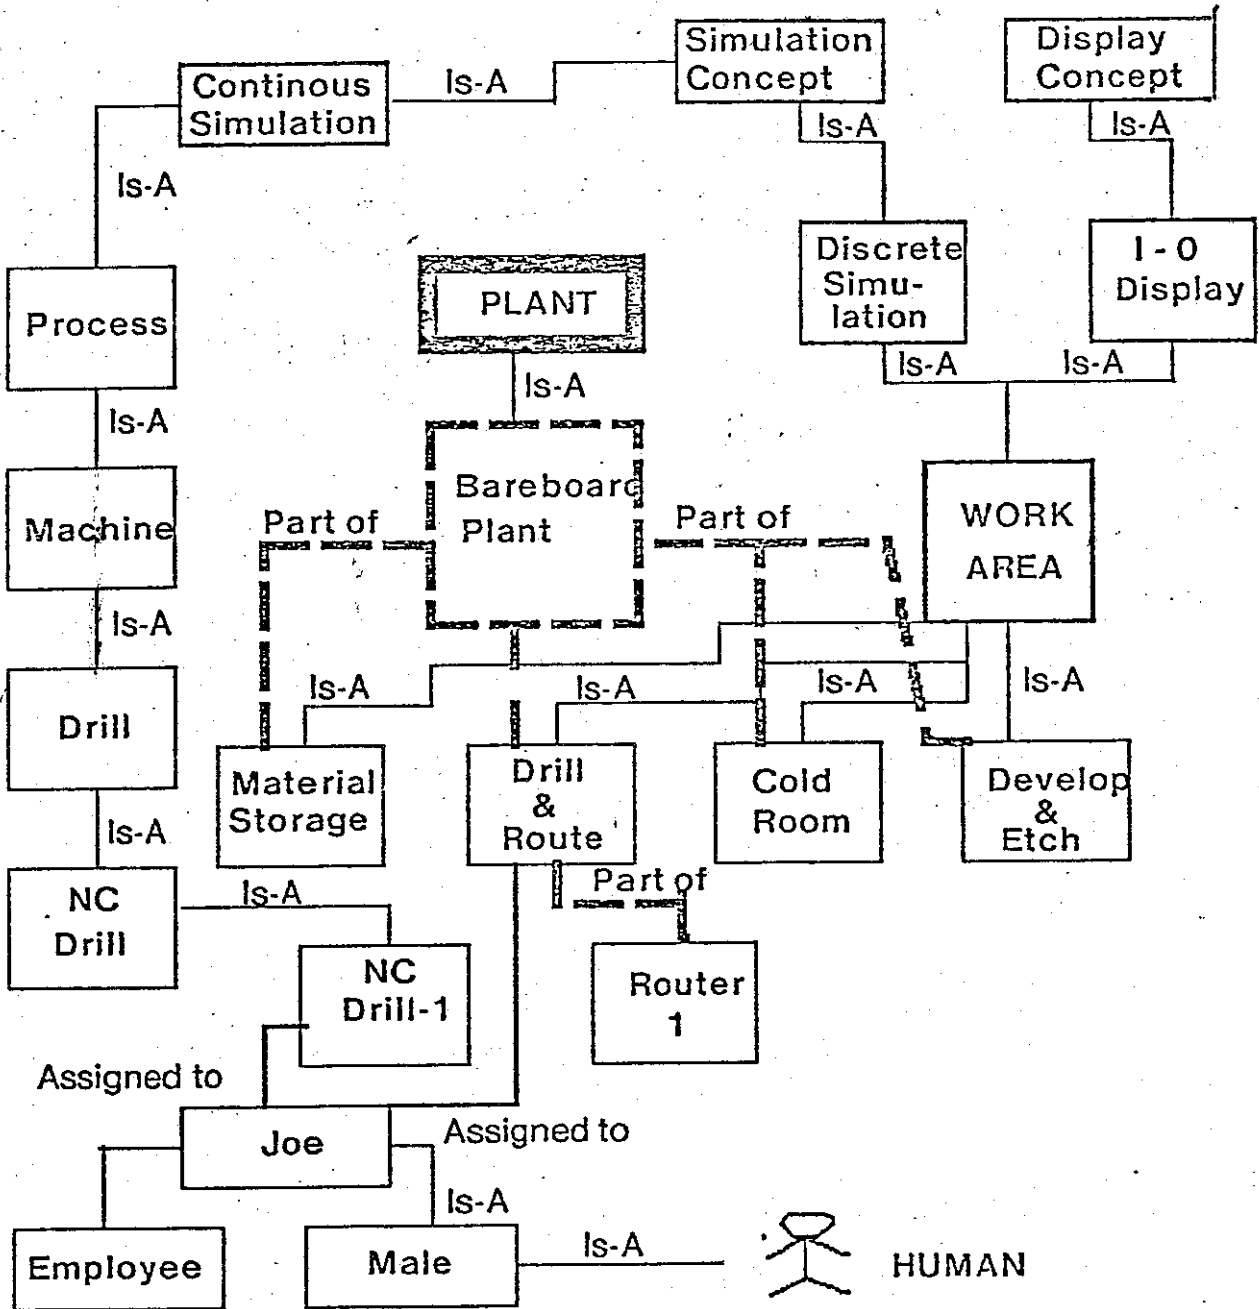 Simulation
Concept
Display
Concept
Continous
Simulation
Is-A
Is-A
Is-A
Is-A
PLANT
Discrete
Simu-
lation
I-O
Display
Process
Is-A
Is-A
Is-A
Is-A
Machine
Part of
Bareboard
Plant
Part of
WORK
AREA
Is-A
Is-A
Is-A
Is-A
Is-A
Drill
Material
Storage
Drill
&
Route
Cold
Room
Develop
&
Etch
Is-A
NC
Drill
Is-A
Part of
NC
Drill-1
Router
1
Assigned to
Joe
Assigned to
Is-A
Employee
Male
Is-A
HUMAN